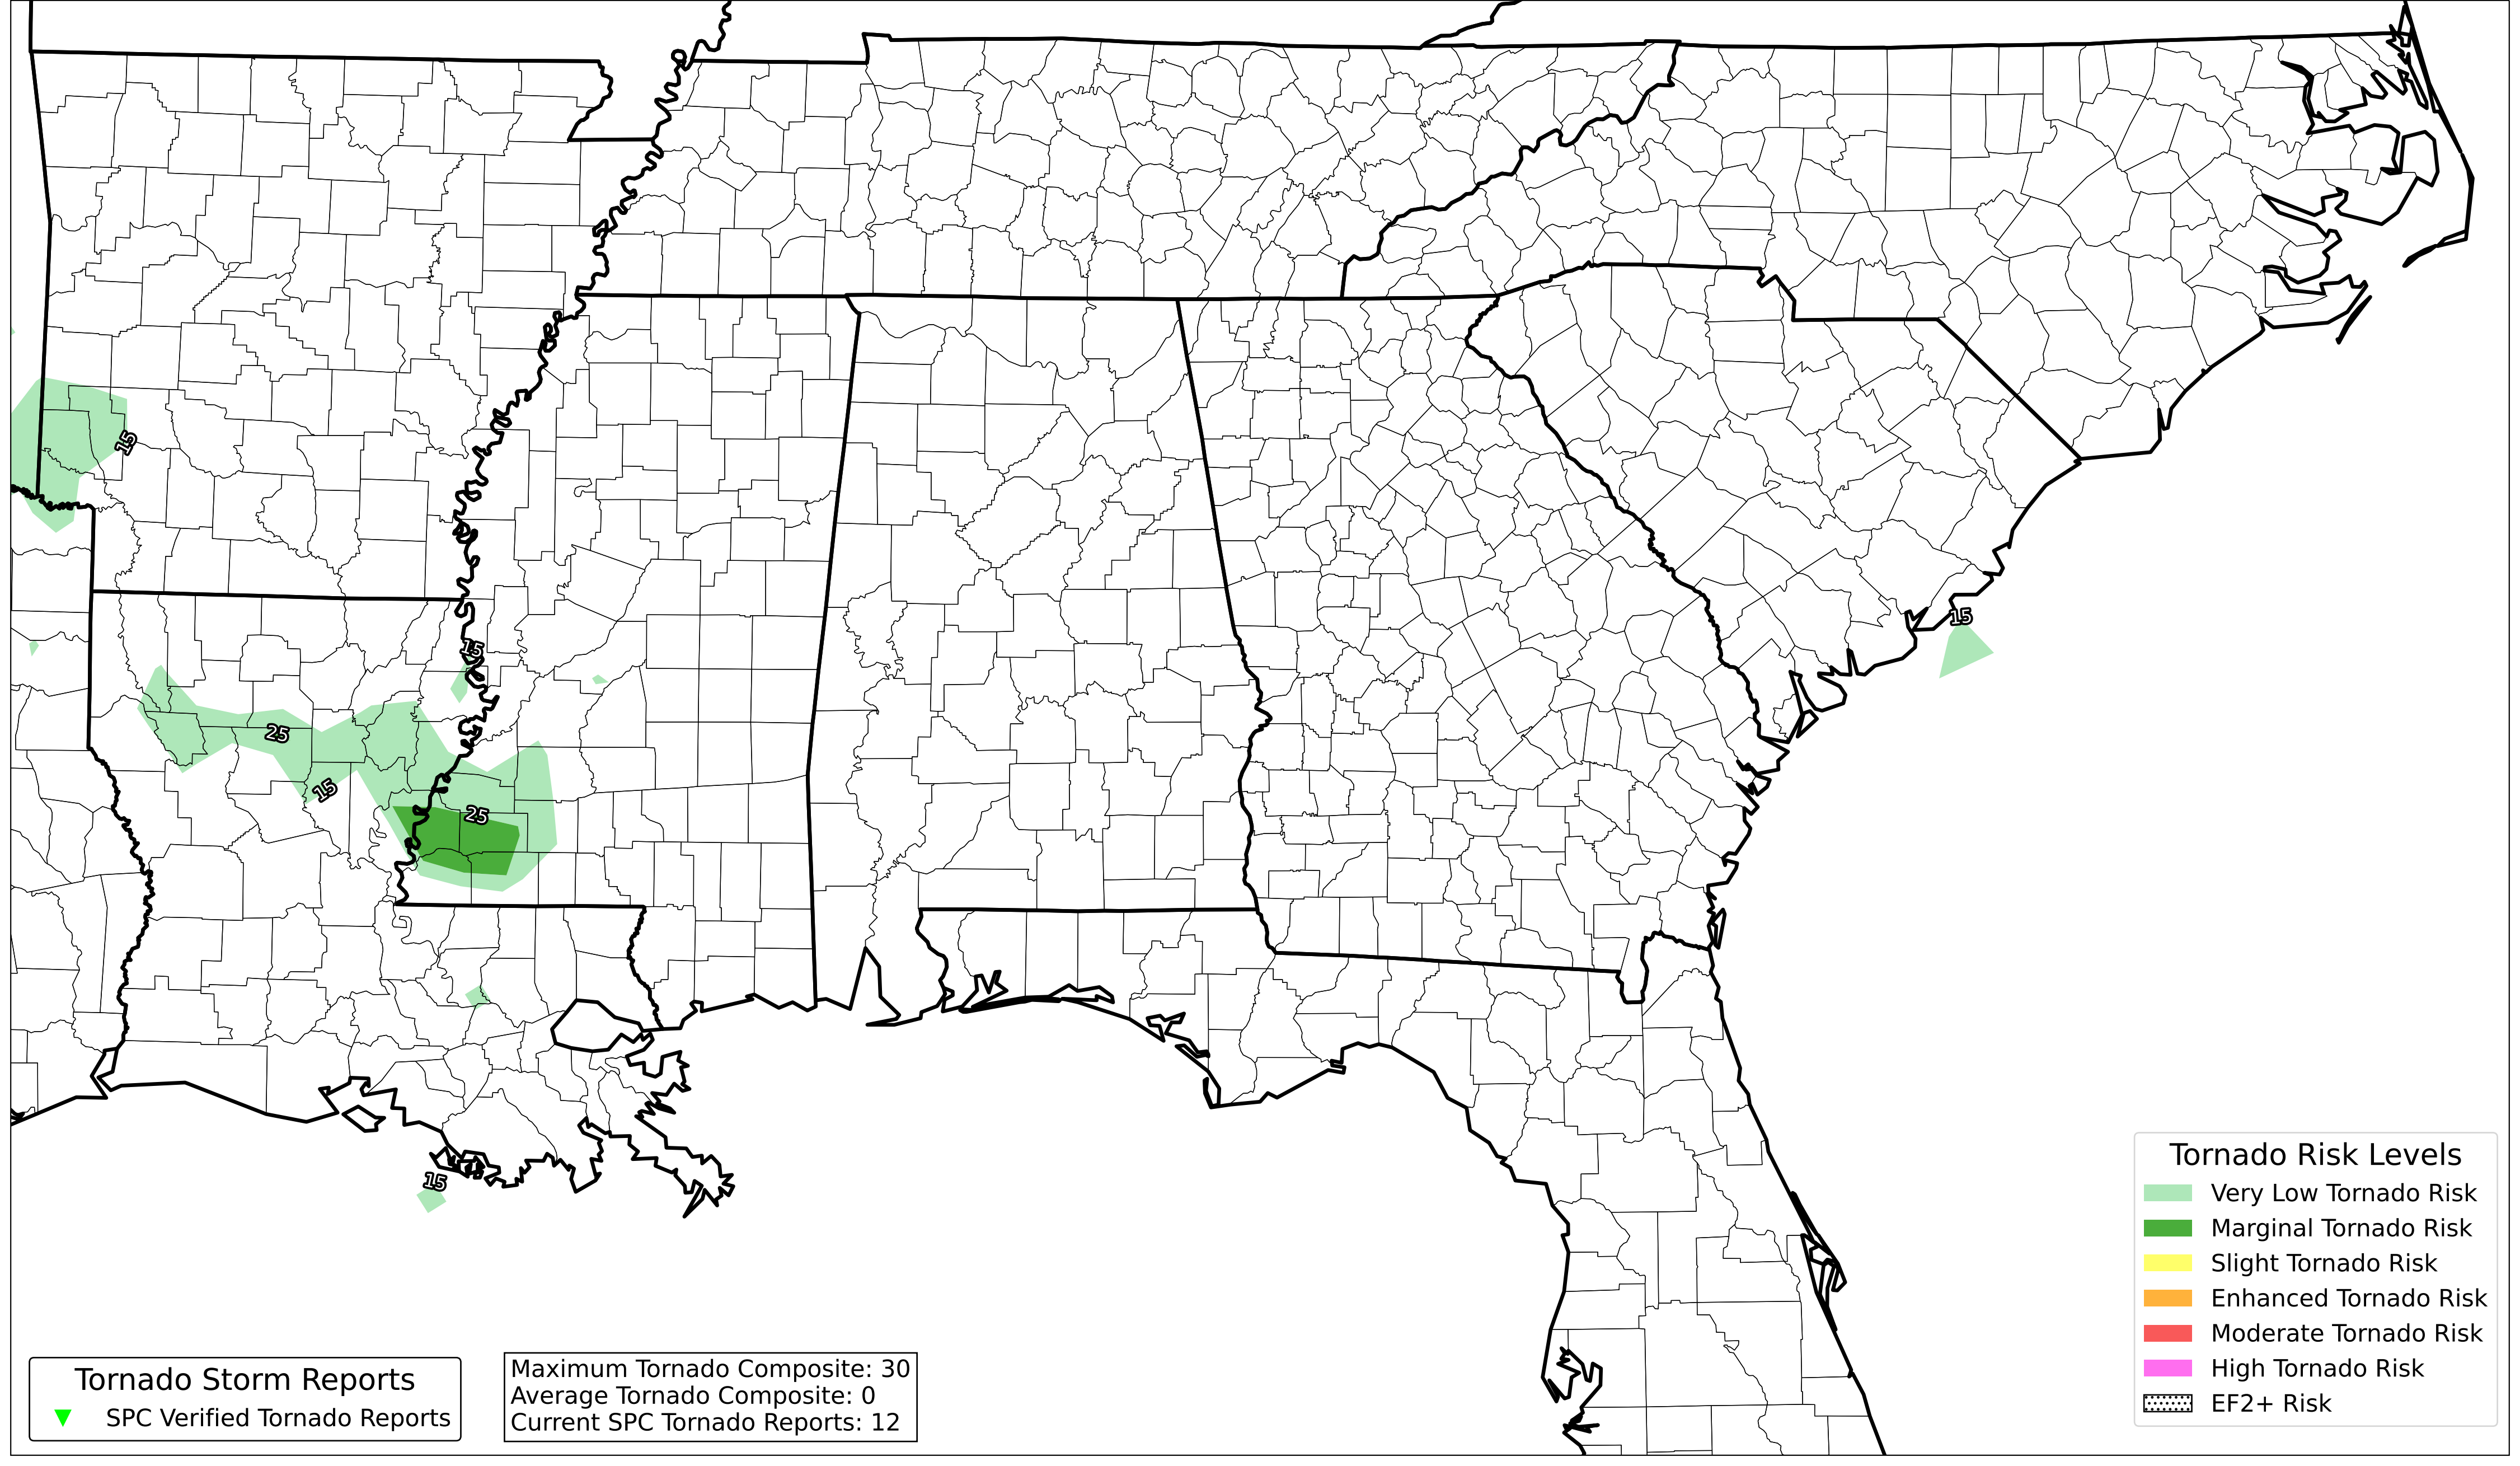 15
15
15
25
15
25
15
Tornado Risk Levels
Very Low Tornado Risk
Marginal Tornado Risk
Slight Tornado Risk
Enhanced Tornado Risk
Moderate Tornado Risk
High Tornado Risk
EF2+ Risk
Tornado Storm Reports
SPC Verified Tornado Reports
Maximum Tornado Composite: 30
Average Tornado Composite: 0
Current SPC Tornado Reports: 12